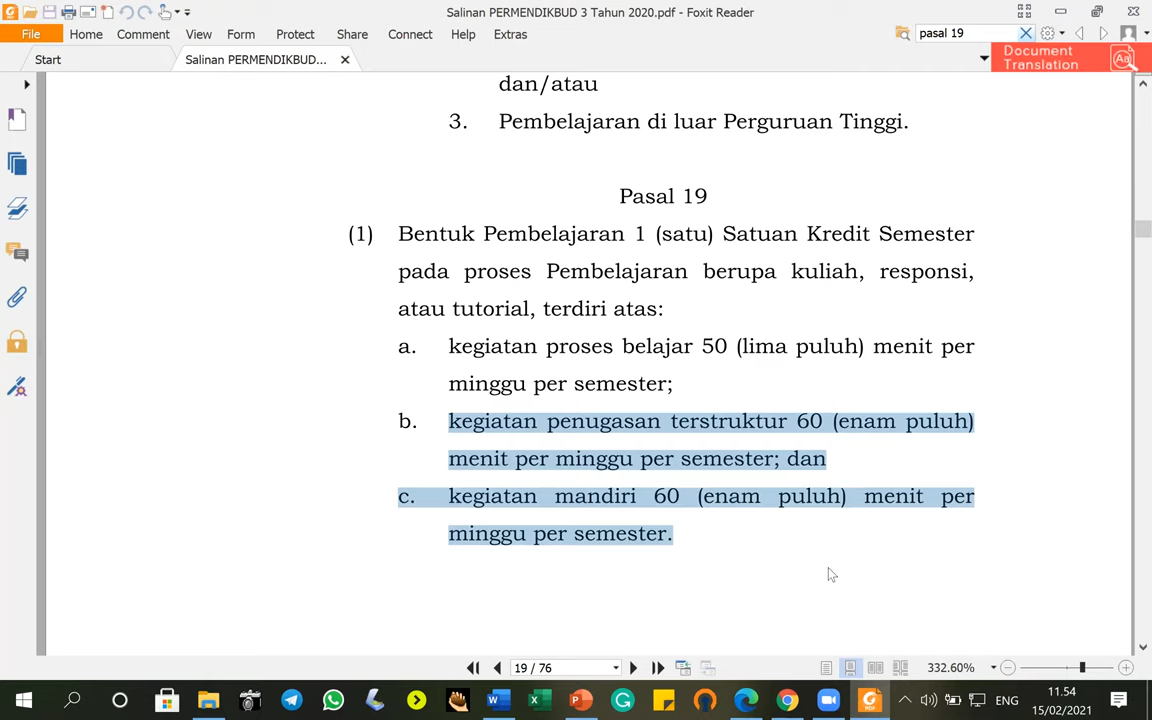 Salinan PERMENDIKBUD 3 Tahun 2020.pdf - Foxit Reader
File Home Comment View Form Protect Share Connect Help Extras
pasal 19
Start
Salinan PERMENDIKBUD...
Document
Translation
dan/atau
3. Pembelajaran di luar Perguruan Tinggi.
Pasal 19
(1) Bentuk Pembelajaran 1 (satu) Satuan Kredit Semester
pada proses Pembelajaran berupa kuliah, responsi,
atau tutorial, terdiri atas:
a. kegiatan proses belajar 50 (lima puluh) menit per
minggu per semester;
b. kegiatan penugasan terstruktur 60 (enam puluh)
menit per minggu per semester; dan
c. kegiatan mandiri 60 (enam puluh) menit per
minggu per semester.
19 / 76
332.60%
ENG
11.54
15/02/2021